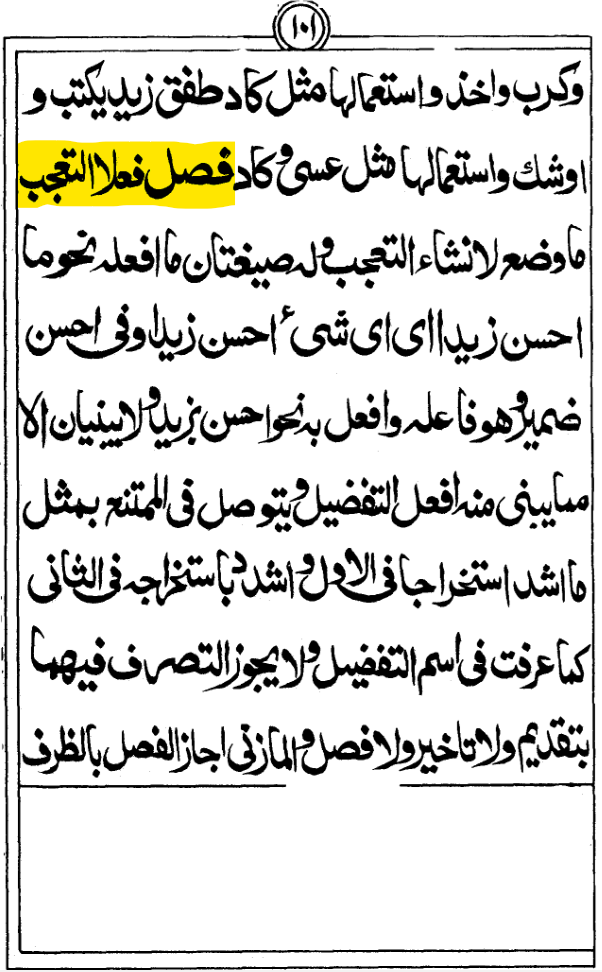 ١٠١
وكرب واخذ واستعمالها مثل كاد طفق زيد يكتب و
اوشك واستعمالها مثل عسى وكاد فصل فعلا التعجب
ما وضع لانشاء التعجب وله صيغتان ما افعله نحو ما
احسن زيدا اى اى شىء احسن زيدا وفى احسن
ضمير وهو فاعله وافعل به نحو احسن بزيد ولا يبنيان الا
مما يبنى منه افعل التفضيل ويتوصل فى الممتنع بمثل
ما اشد استخراجا فى الاول واشدد باستخراجه فى الثانى
كما عرفت فى اسم التفضيل ولا يجوز التصرف فيهما
بتقديم ولا تاخير ولا فصل والمازنى اجاز الفصل بالظرف